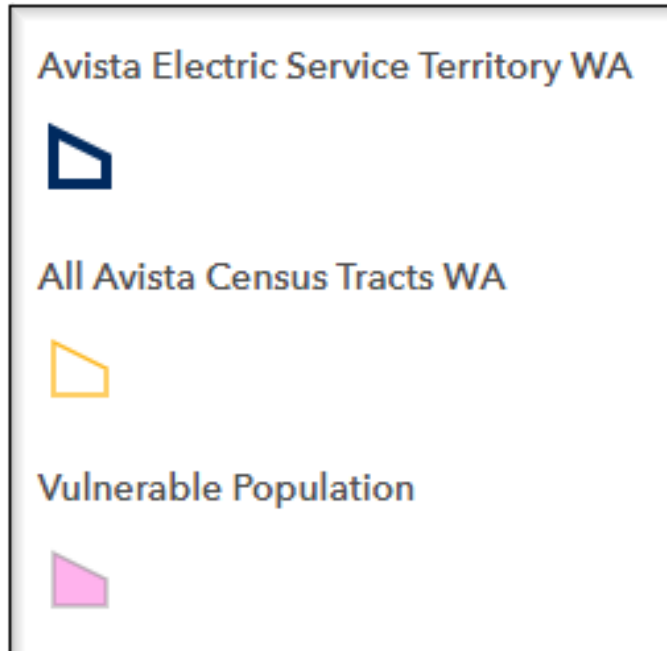 Avista Electric Service Territory WA
All Avista Census Tracts WA
Vulnerable Population